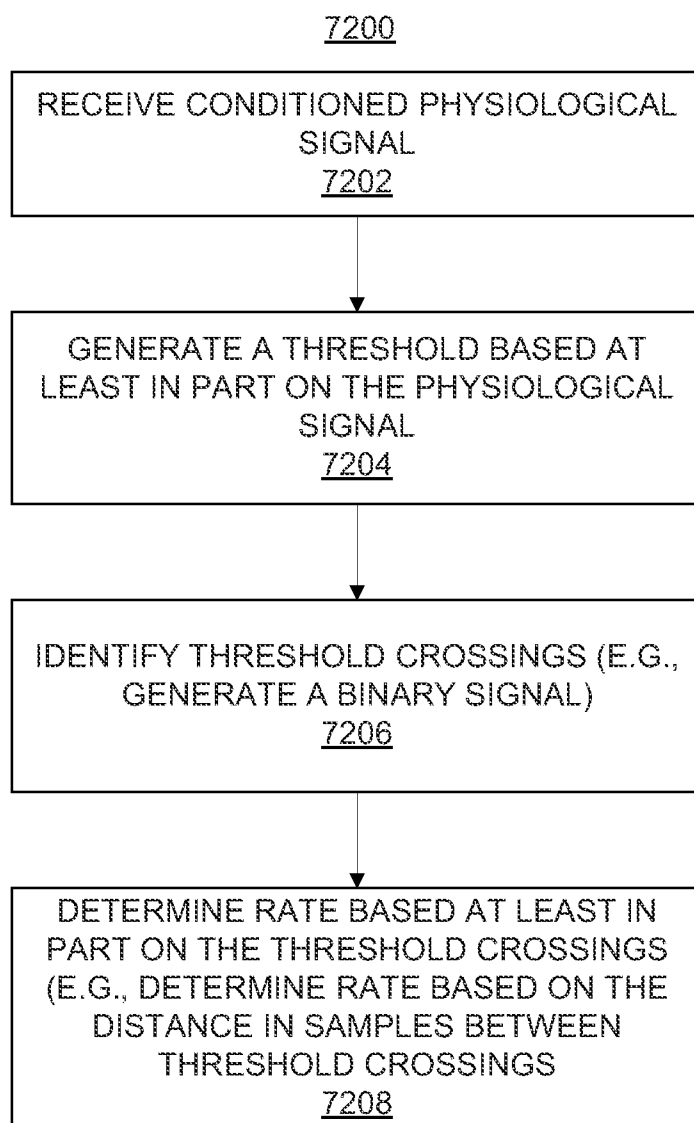 7200
RECEIVE CONDITIONED PHYSIOLOGICAL
SIGNAL
7202
GENERATE A THRESHOLD BASED AT
LEAST IN PART ON THE PHYSIOLOGICAL
SIGNAL
7204
IDENTIFY THRESHOLD CROSSINGS (E.G.,
GENERATE A BINARY SIGNAL)
7206
DETERMINE RATE BASED AT LEAST IN
PART ON THE THRESHOLD CROSSINGS
(E.G., DETERMINE RATE BASED ON THE
DISTANCE IN SAMPLES BETWEEN
THRESHOLD CROSSINGS
7208